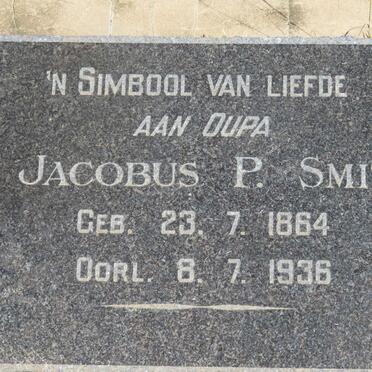 'N SIMBOOL VAN LIEFDE
AAN OUPA
JACOBUS P. SMI
GEB. 23. 7. 1864
OORL. 8. 7. 1936